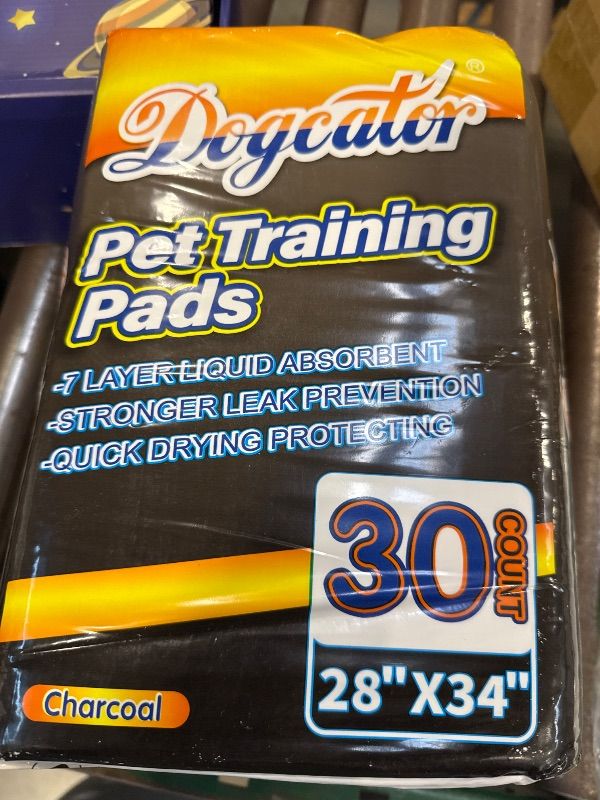 Dogcator®
Pet Training
Pads
-7 LAYER LIQUID ABSORBENT
-STRONGER LEAK PREVENTION
-QUICK DRYING PROTECTING
30 COUNT
28"X34"
Charcoal